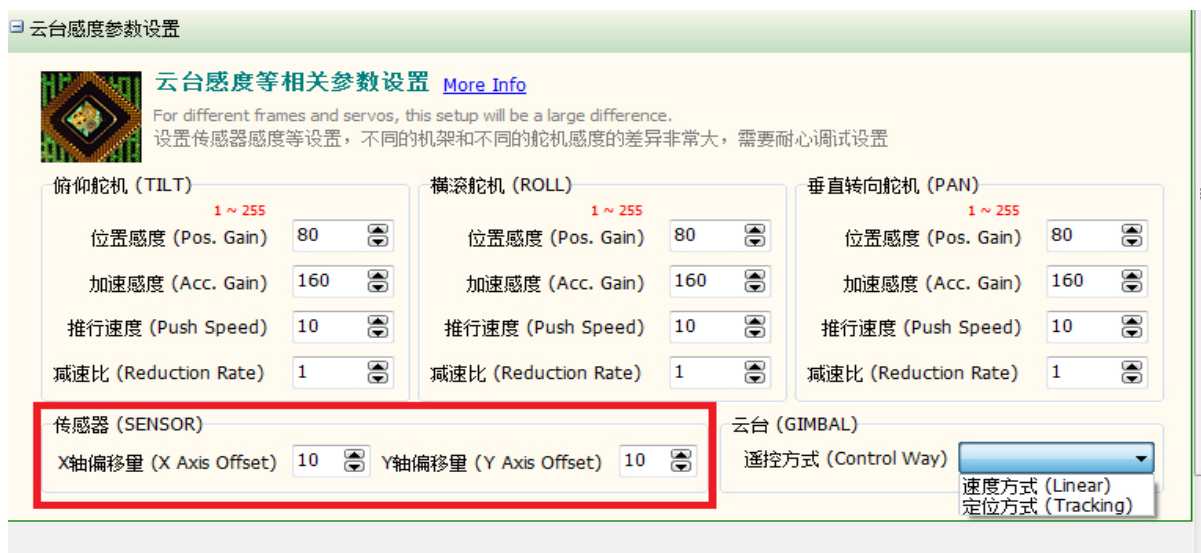 云台感度参数设置
云台感度等相关参数设置 More Info
For different frames and servos, this setup will be a large difference.
设置传感器感度等设置，不同的机架和不同的舵机感度的差异非常大，需要耐心调试设置
俯仰舵机 (TILT)
1 ~ 255
位置感度 (Pos. Gain) 80
加速感度 (Acc. Gain) 160
推行速度 (Push Speed) 10
减速比 (Reduction Rate) 1
横滚舵机 (ROLL)
1 ~ 255
位置感度 (Pos. Gain) 80
加速感度 (Acc. Gain) 160
推行速度 (Push Speed) 10
减速比 (Reduction Rate) 1
垂直转向舵机 (PAN)
1 ~ 255
位置感度 (Pos. Gain) 80
加速感度 (Acc. Gain) 160
推行速度 (Push Speed) 10
减速比 (Reduction Rate) 1
传感器 (SENSOR)
X轴偏移量 (X Axis Offset) 10 Y轴偏移量 (Y Axis Offset) 10
云台 (GIMBAL)
遥控方式 (Control Way)
速度方式 (Linear)
定位方式 (Tracking)